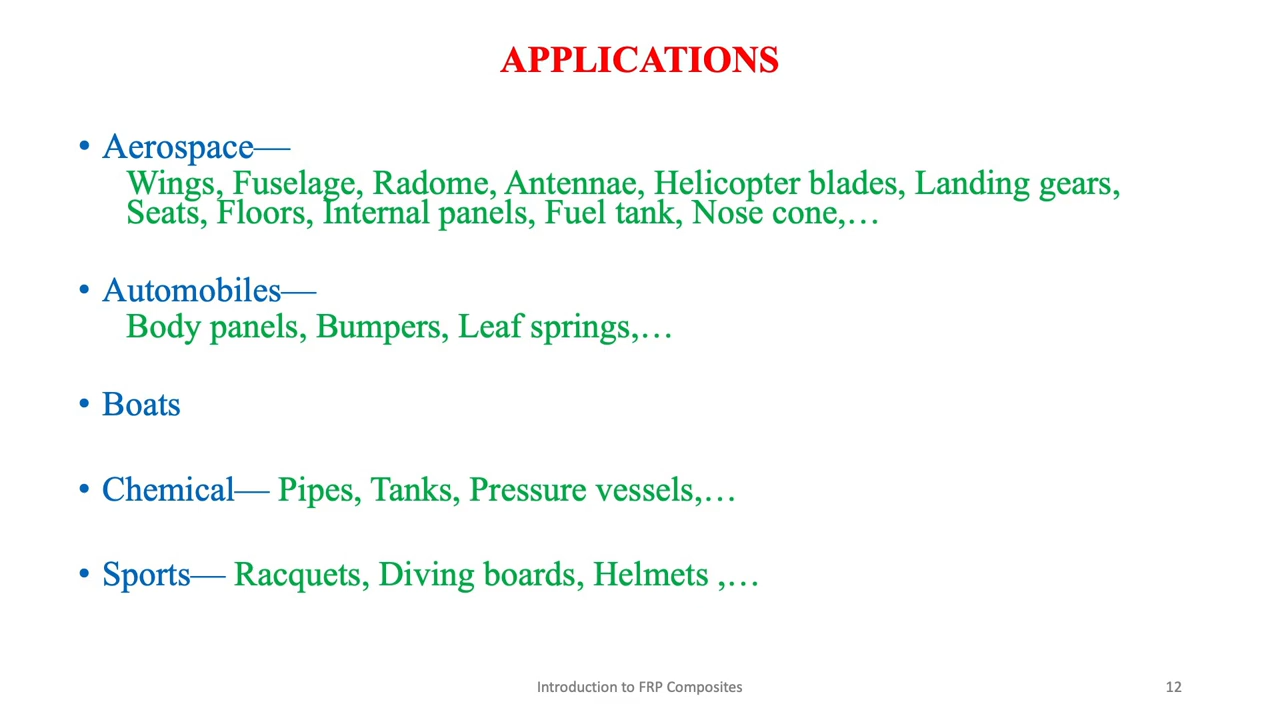 APPLICATIONS
• Aerospace—
Wings, Fuselage, Radome, Antennae, Helicopter blades, Landing gears,
Seats, Floors, Internal panels, Fuel tank, Nose cone,…
• Automobiles—
Body panels, Bumpers, Leaf springs,…
• Boats
• Chemical— Pipes, Tanks, Pressure vessels,…
• Sports— Racquets, Diving boards, Helmets ,…
Introduction to FRP Composites
12